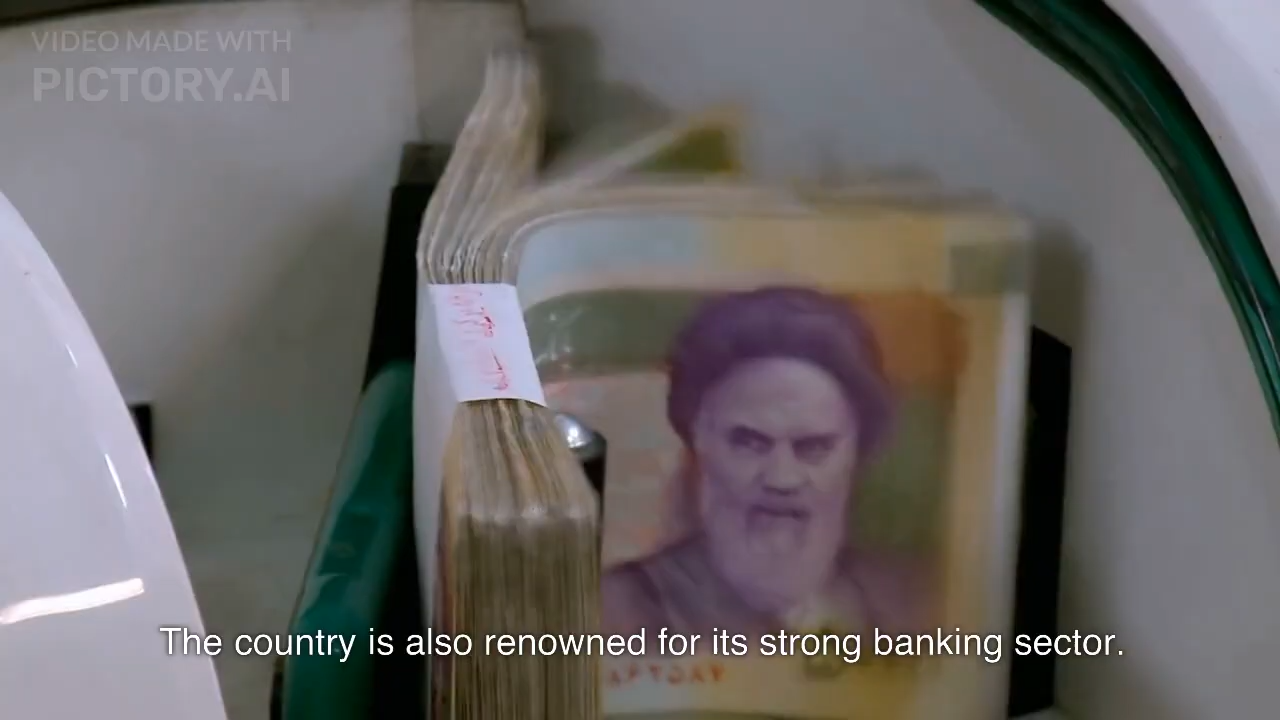 VIDEO MADE WITH
PICTORY.AI
The country is also renowned for its strong banking sector.